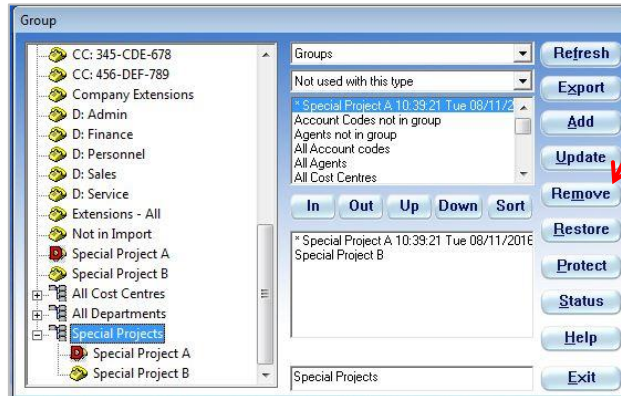 Group
CC: 345-CDE-678
CC: 456-DEF-789
Company Extensions
D: Admin
D: Finance
D: Personnel
D: Sales
D: Service
Extensions - All
Not in Import
Special Project A
Special Project B
All Cost Centres
All Departments
Special Projects
Special Project A
Special Project B
Groups
Not used with this type
* Special Project A 10:39:21 Tue 08/11/2
Account Codes not in group
Agents not in group
All Account codes
All Agents
All Cost Centres
In Out Up Down Sort
* Special Project A 10:39:21 Tue 08/11/2016
Special Project B
Special Projects
Refresh
Export
Add
Update
Remove
Restore
Protect
Status
Help
Exit